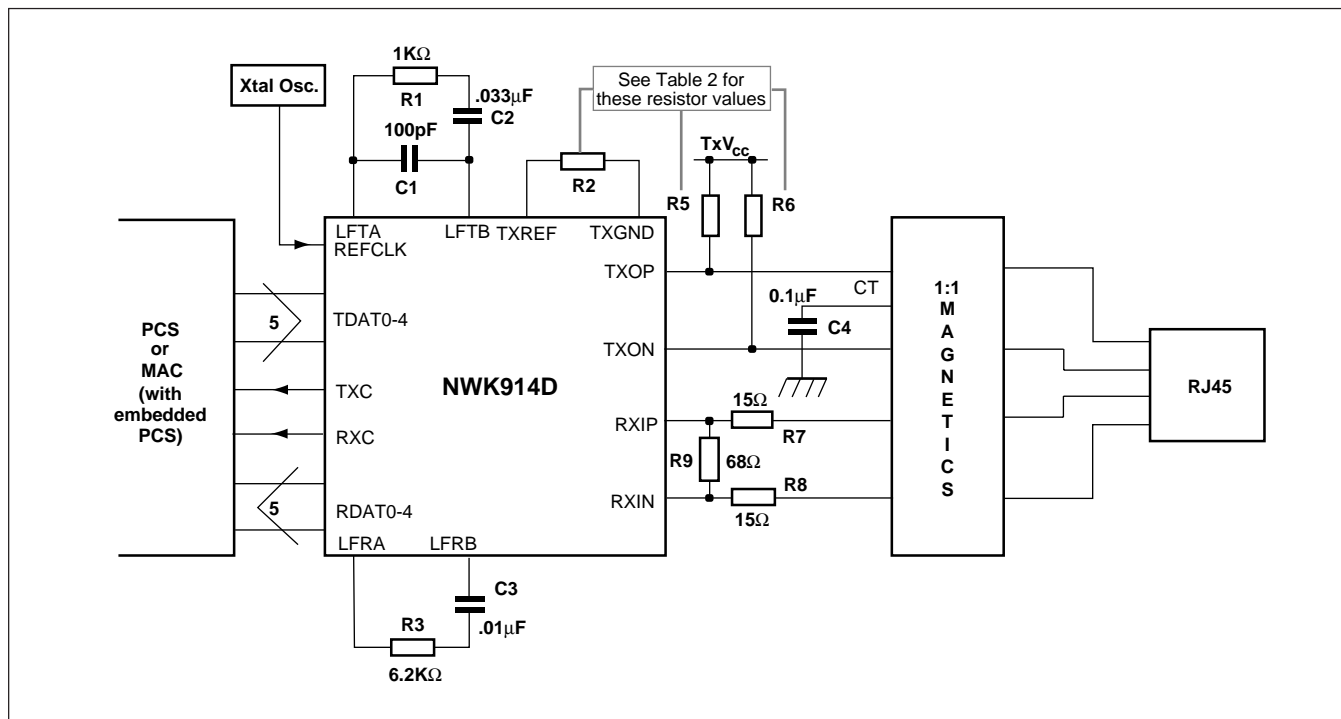 1KΩ
Xtal Osc.
R1
.033μF
C2
100pF
C1
See Table 2 for
these resistor values
TxVcc
R2
R5
R6
LFTA
LFTB
TXREF
TXGND
REFCLK
TXOP
CT
1:1
MAGNETICS
0.1μF
C4
5
TDAT0-4
PCS
or
MAC
(with
embedded
PCS)
TXON
NWK914D
TXC
RJ45
15Ω
RXIP
R7
RXC
R9
68Ω
R8
RXIN
15Ω
5
RDAT0-4
LFRA
LFRB
C3
.01μF
R3
6.2KΩ